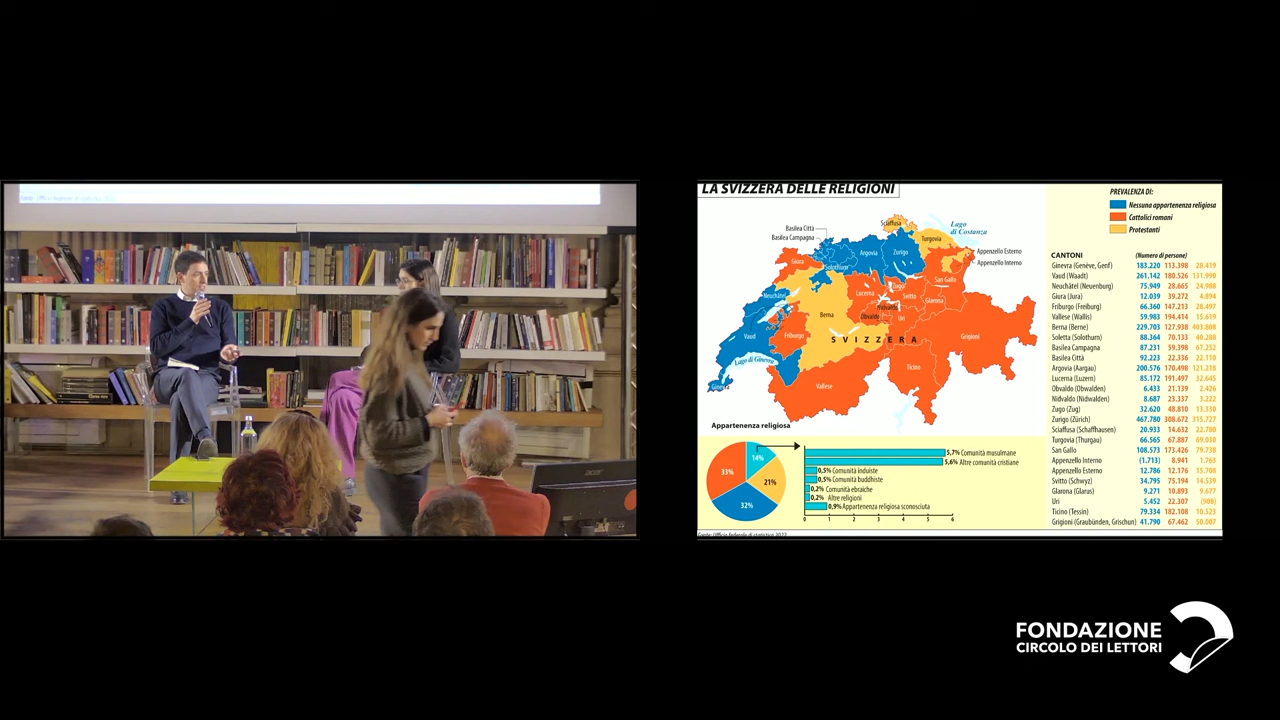 LA SVIZZERA DELLE RELIGIONI
PREVALENZA DI:
Nessuna appartenenza religiosa
Cattolici romani
Protestanti
Sciaffusa
Lago
di Costanza
Basilea Città
Basilea Campagna
Turgovia
Argovia
Zurigo
Appenzello Esterno
Appenzello Interno
Giura
Solothurn
San Gallo
Zugo
Lucerna
Svitto
Glarona
Neuchâtel
Nidvaldo
Obvaldo
Uri
Berna
Vaud
Friburgo
SVIZZERA
Grigioni
Lago di Ginevra
Ticino
Ginevra
Vallese
CANTONI (Numero di persone)
Ginevra (Genève, Genf) 183.220 113.398 28.419
Vaud (Waadt) 261.142 180.526 131.990
Neuchâtel (Neuenburg) 75.949 28.665 24.988
Giura (Jura) 12.039 39.272 4.894
Friburgo (Freiburg) 66.360 147.213 28.497
Vallese (Wallis) 59.983 194.414 15.619
Berna (Berne) 229.703 127.938 403.808
Soletta (Solothurn) 88.364 70.133 40.288
Basilea Campagna 87.231 59.398 67.252
Basilea Città 92.223 22.336 22.110
Argovia (Aargau) 200.576 170.498 121.218
Lucerna (Luzern) 85.172 191.497 32.645
Obvaldo (Obwalden) 6.433 21.139 2.426
Nidvaldo (Nidwalden) 8.687 23.337 3.222
Zugo (Zug) 32.620 48.810 13.330
Zurigo (Zürich) 467.780 308.672 315.727
Sciaffusa (Schaffhausen) 20.933 14.632 22.780
Turgovia (Thurgau) 66.565 67.887 69.030
San Gallo 108.573 173.426 79.738
Appenzello Interno (1.713) 8.941 1.763
Appenzello Esterno 12.786 12.176 15.708
Svitto (Schwyz) 34.795 75.194 14.539
Glarona (Glarus) 9.271 10.893 9.677
Uri 5.452 22.307 (908)
Ticino (Tessin) 79.334 182.108 10.523
Grigioni (Graubünden, Grischun) 41.790 67.462 50.007
Appartenenza religiosa
14%
21%
32%
33%
5,7% Comunità musulmane
5,6% Altre comunità cristiane
0,5% Comunità induiste
0,5% Comunità buddhiste
0,2% Comunità ebraiche
0,2% Altre religioni
0,9% Appartenenza religiosa sconosciuta
0 1 2 3 4 5 6
Fonte: Ufficio federale di statistica 2022
acer
FONDAZIONE
CIRCOLO DEI LETTORI